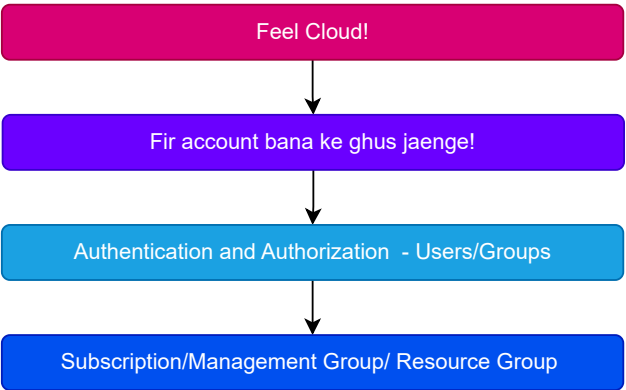 Feel Cloud!
Fir account bana ke ghus jaenge!
Authentication and Authorization  - Users/Groups
Subscription/Management Group/ Resource Group